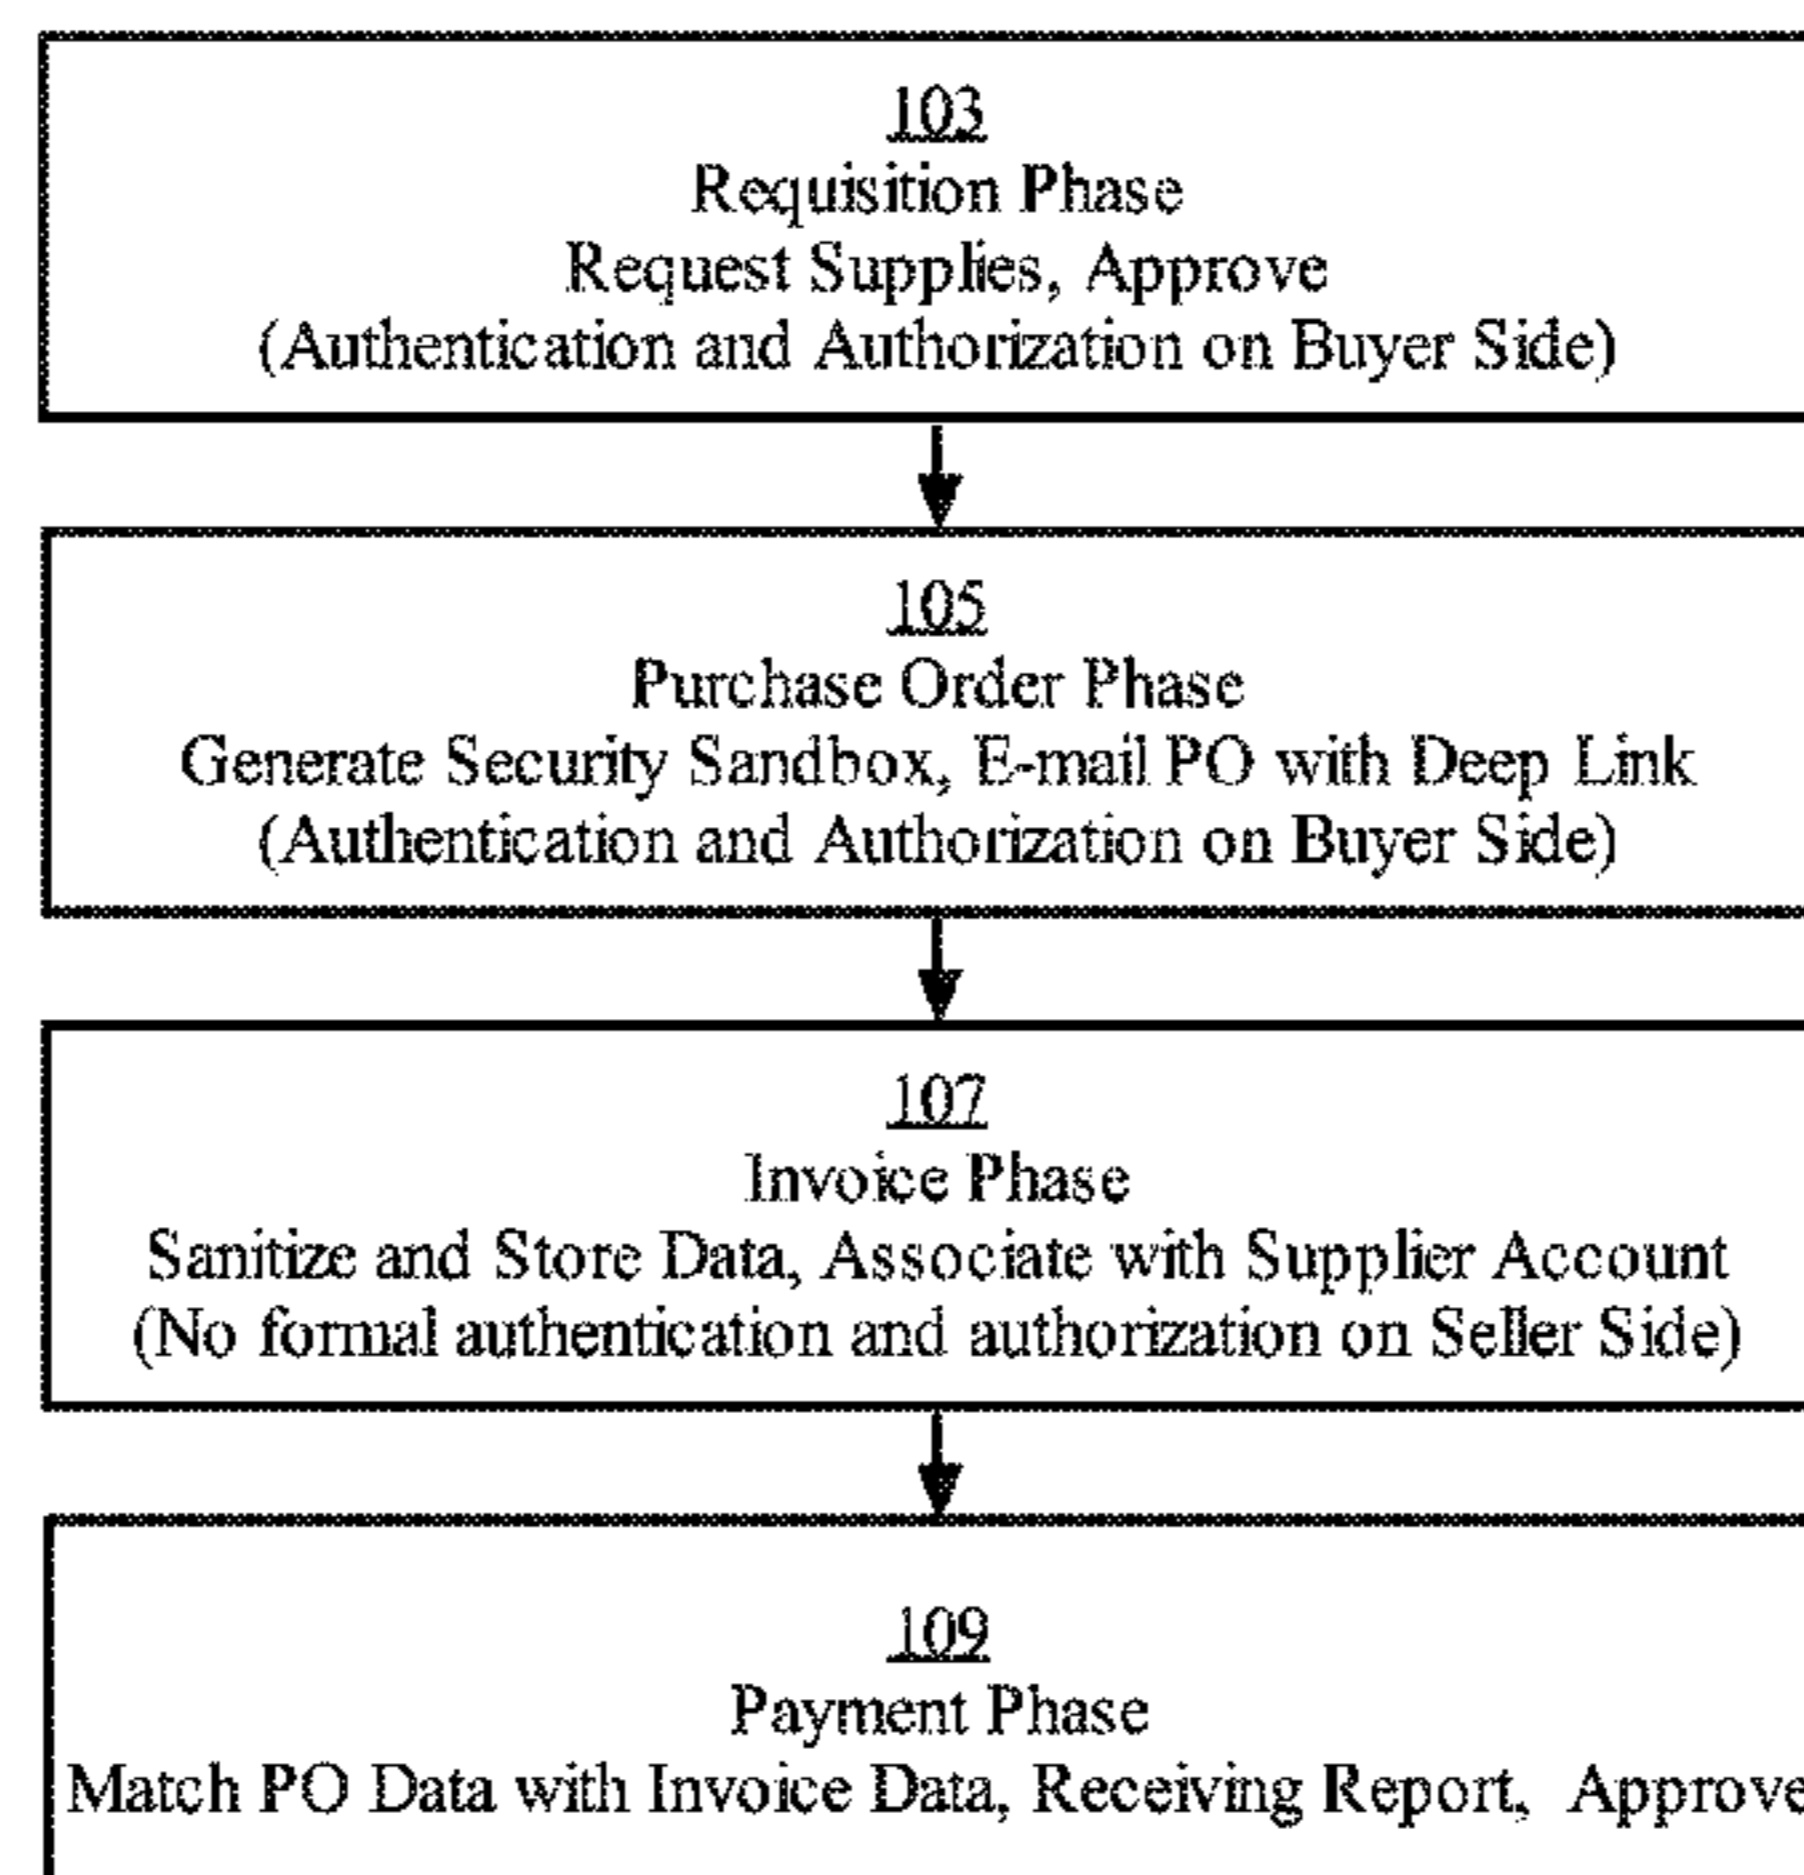 103
Requisition Phase
Request Supplies, Approve
(Authentication and Authorization on Buyer Side)
105
Purchase Order Phase
Generate Security Sandbox, E-mail PO with Deep Link
(Authentication and Authorization on Buyer Side)
107
Invoice Phase
Sanitize and Store Data, Associate with Supplier Account
(No formal authentication and authorization on Seller Side)
109
Payment Phase
Match PO Data with Invoice Data, Receiving Report, Approve